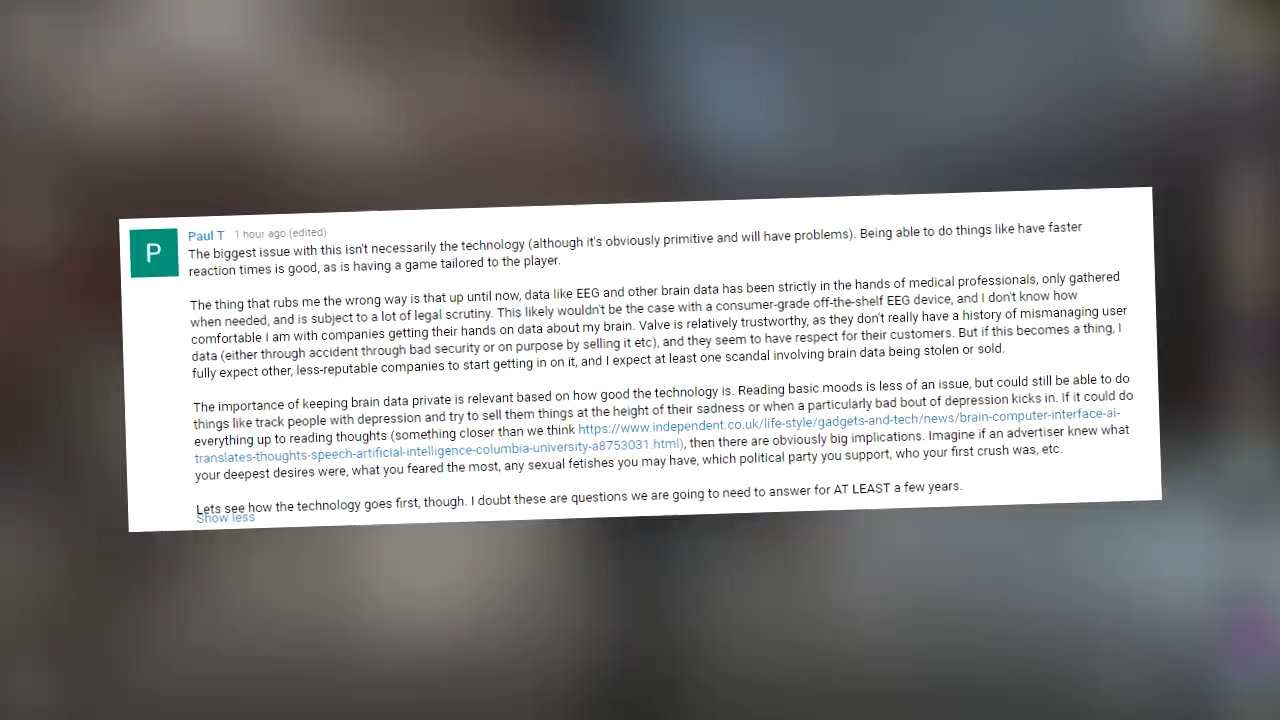 P
Paul T 1 hour ago (edited)
The biggest issue with this isn't necessarily the technology (although it's obviously primitive and will have problems). Being able to do things like have faster
reaction times is good, as is having a game tailored to the player.
The thing that rubs me the wrong way is that up until now, data like EEG and other brain data has been strictly in the hands of medical professionals, only gathered
when needed, and is subject to a lot of legal scrutiny. This likely wouldn't be the case with a consumer-grade off-the-shelf EEG device, and I don't know how
comfortable I am with companies getting their hands on data about my brain. Valve is relatively trustworthy, as they don't really have a history of mismanaging user
data (either through accident through bad security or on purpose by selling it etc), and they seem to have respect for their customers. But if this becomes a thing, I
fully expect other, less-reputable companies to start getting in on it, and I expect at least one scandal involving brain data being stolen or sold.
The importance of keeping brain data private is relevant based on how good the technology is. Reading basic moods is less of an issue, but could still be able to do
things like track people with depression and try to sell them things at the height of their sadness or when a particularly bad bout of depression kicks in. If it could do
everything up to reading thoughts (something closer than we think https://www.independent.co.uk/life-style/gadgets-and-tech/news/brain-computer-interface-ai-
translates-thoughts-speech-artificial-intelligence-columbia-university-a8753031.html), then there are obviously big implications. Imagine if an advertiser knew what
your deepest desires were, what you feared the most, any sexual fetishes you may have, which political party you support, who your first crush was, etc.
Lets see how the technology goes first, though. I doubt these are questions we are going to need to answer for AT LEAST a few years.
Show less